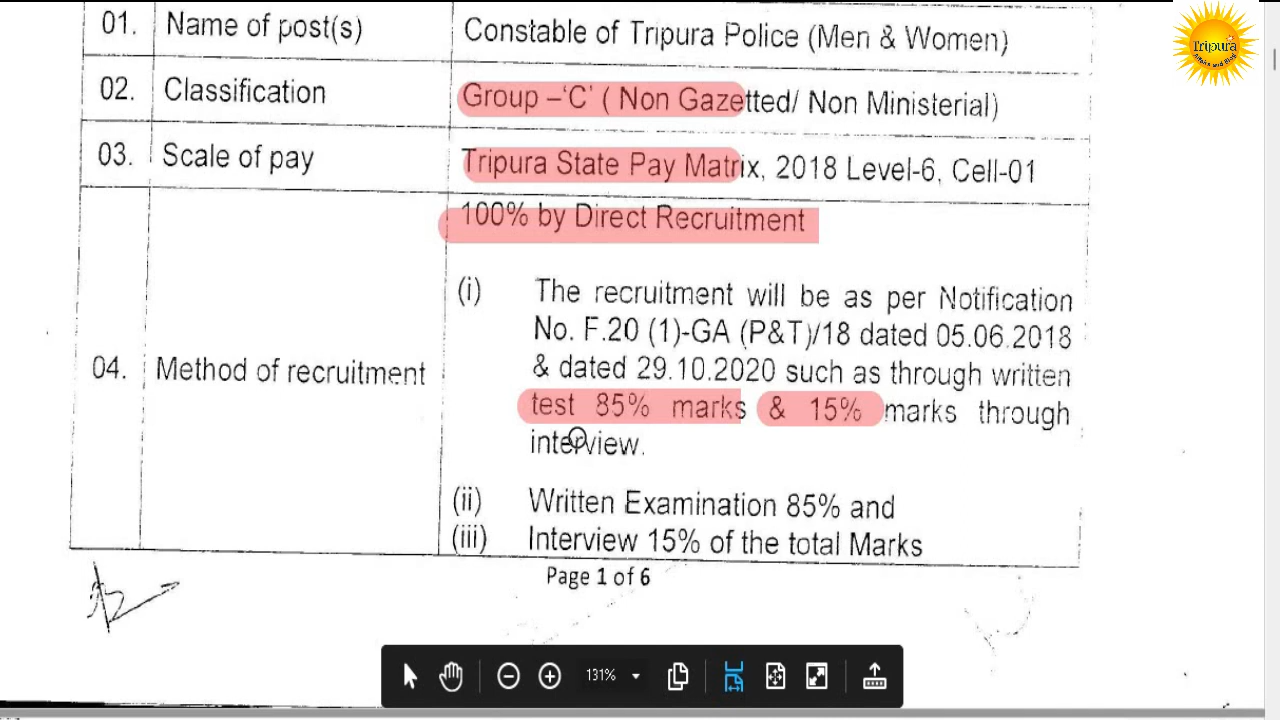 Tripura
01. Name of post(s) Constable of Tripura Police (Men & Women)
02. Classification Group –‘C’ ( Non Gazetted/ Non Ministerial)
03. Scale of pay Tripura State Pay Matrix, 2018 Level-6, Cell-01
100% by Direct Recruitment
(i) The recruitment will be as per Notification
No. F.20 (1)-GA (P&T)/18 dated 05.06.2018
04. Method of recruitment & dated 29.10.2020 such as through written
test 85% marks & 15% marks through
interview.
(ii) Written Examination 85% and
(iii) Interview 15% of the total Marks
Page 1 of 6
131%